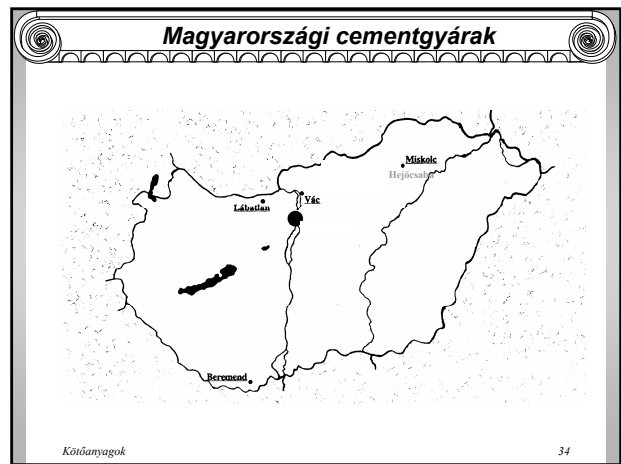 Magyarországi cementgyárak
Miskolc
Hejőcsaba
Vác
Lábatlan
Beremend
Kötőanyagok 34